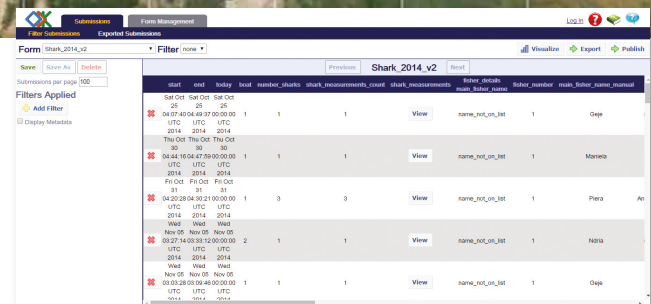 Submissions Form Management Log In
Filter Submissions Exported Submissions
Form Shark_2014_v2 Filter none Visualize Export Publish
Save Save As Delete Previous Shark_2014_v2 Next
Submissions per page 100
Filters Applied
Add Filter
Display Metadata
fisher_details
start end today boat number_sharks shark_measurements_count shark_measurements main_fisher_name fisher_number main_fisher_name_manual
Sat Oct Sat Oct Sat Oct
25 25 25
04:07:40 04:49:37 00:00:00 1 1 1 View name_not_on_list 1 Geje
UTC UTC UTC
2014 2014 2014
Thu Oct Thu Oct Thu Oct
30 30 30
04:44:16 04:47:59 00:00:00 1 1 1 View name_not_on_list 1 Maniela
UTC UTC UTC
2014 2014 2014
Fri Oct Fri Oct Fri Oct
31 31 31
04:20:28 04:30:21 00:00:00 1 3 3 View name_not_on_list 1 Piera An
UTC UTC UTC
2014 2014 2014
Wed Wed Wed
Nov 05 Nov 05 Nov 05
03:27:14 03:33:12 00:00:00 2 1 1 View name_not_on_list 1 Ndria
UTC UTC UTC
2014 2014 2014
Wed Wed Wed
Nov 05 Nov 05 Nov 05
03:03:28 03:09:46 00:00:00 1 1 1 View name_not_on_list 1 Geje
UTC UTC UTC
2014 2014 2014